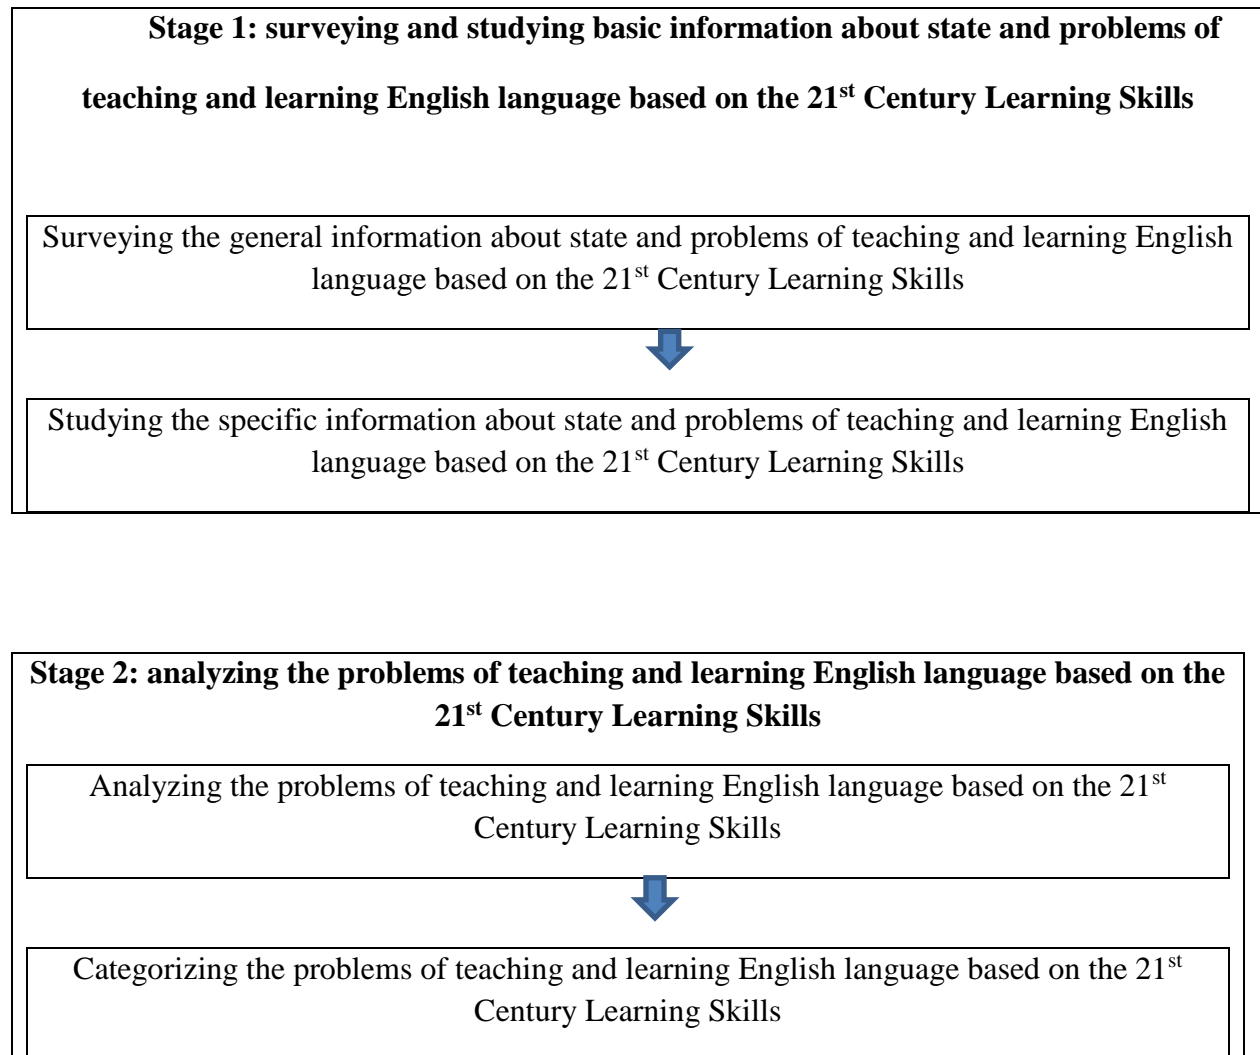 Stage 1: surveying and studying basic information about state and problems of
teaching and learning English language based on the 21st Century Learning Skills
Surveying the general information about state and problems of teaching and learning English
language based on the 21st Century Learning Skills
Studying the specific information about state and problems of teaching and learning English
language based on the 21st Century Learning Skills
Stage 2: analyzing the problems of teaching and learning English language based on the
21st Century Learning Skills
Analyzing the problems of teaching and learning English language based on the 21st
Century Learning Skills
Categorizing the problems of teaching and learning English language based on the 21st
Century Learning Skills